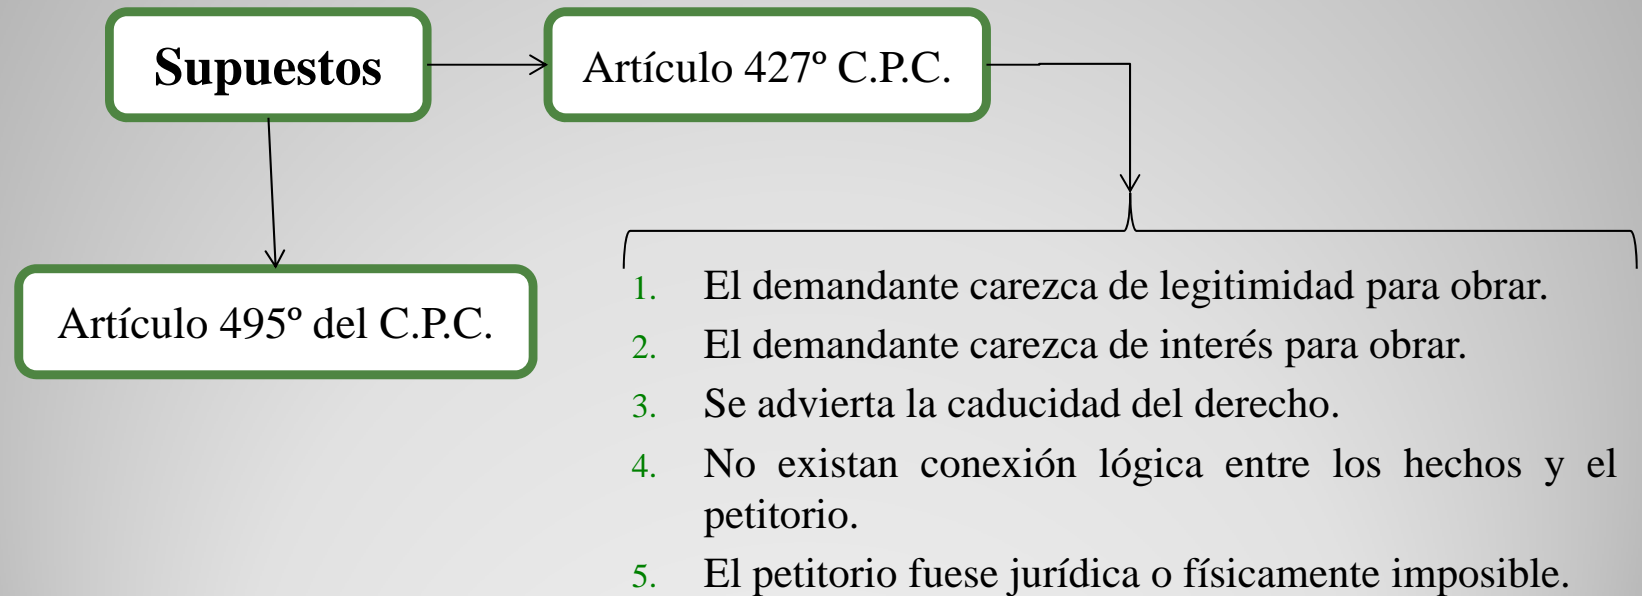 Supuestos
Artículo 427º C.P.C.
Artículo 495º del C.P.C.
1. El demandante carezca de legitimidad para obrar.
2. El demandante carezca de interés para obrar.
3. Se advierta la caducidad del derecho.
4. No existan conexión lógica entre los hechos y el
petitorio.
5. El petitorio fuese jurídica o físicamente imposible.